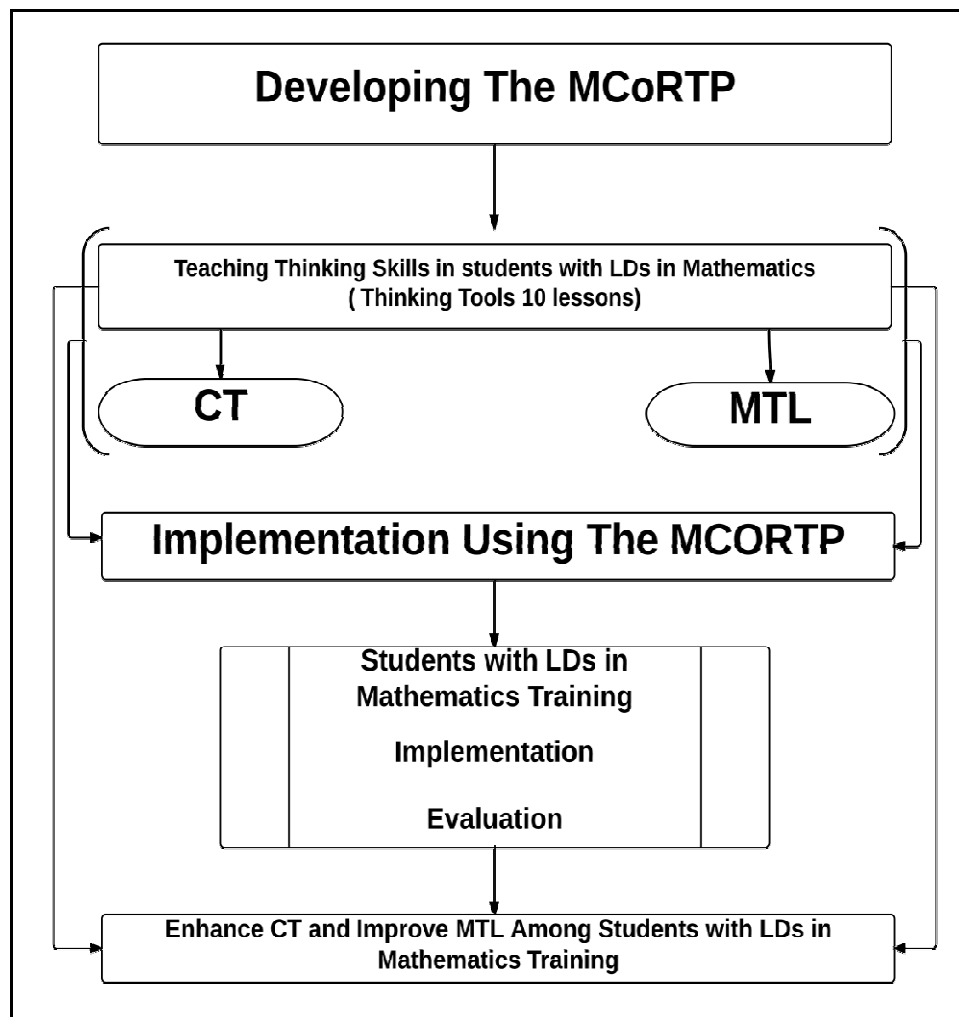 Developing The MCoRTP
Teaching Thinking Skills in students with LDs in Mathematics
( Thinking Tools 10 lessons)
CT
MTL
Implementation Using The MCORTP
Students with LDs in
Mathematics Training
Implementation
Evaluation
Enhance CT and Improve MTL Among Students with LDs in
Mathematics Training